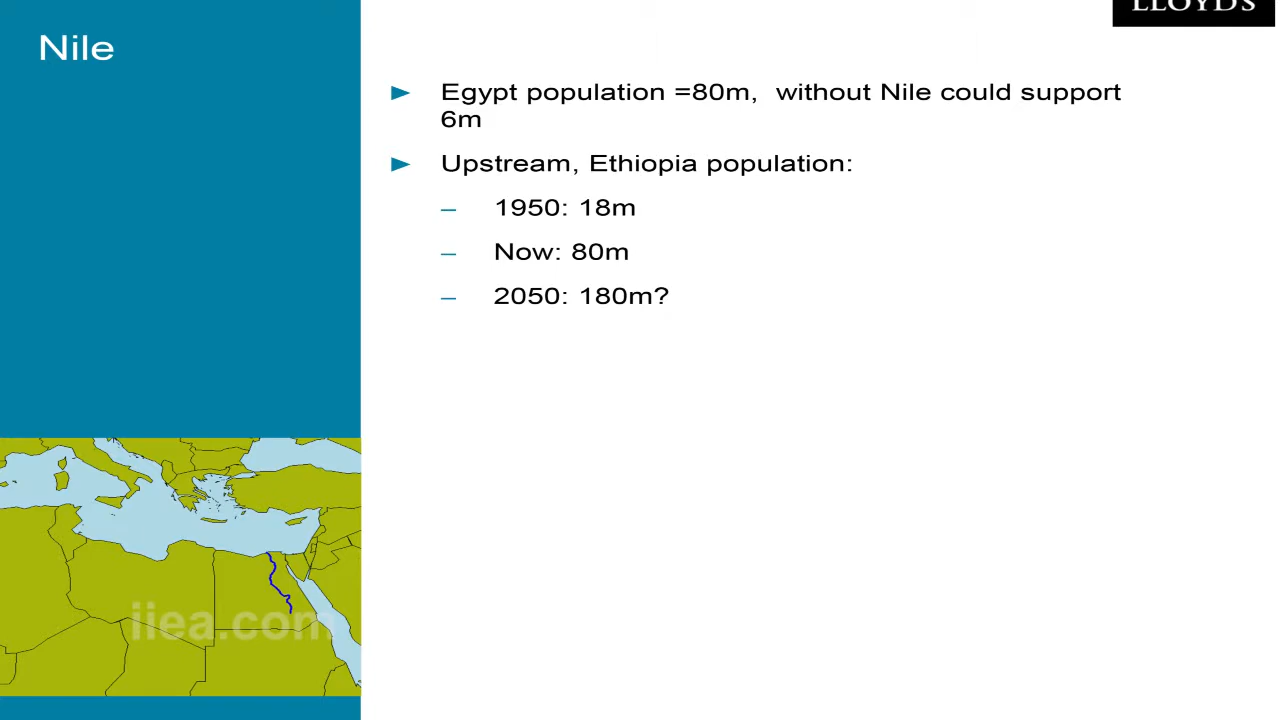 LLOYD'S
Nile
► Egypt population =80m, without Nile could support
6m
► Upstream, Ethiopia population:
– 1950: 18m
– Now: 80m
– 2050: 180m?
iiea.com